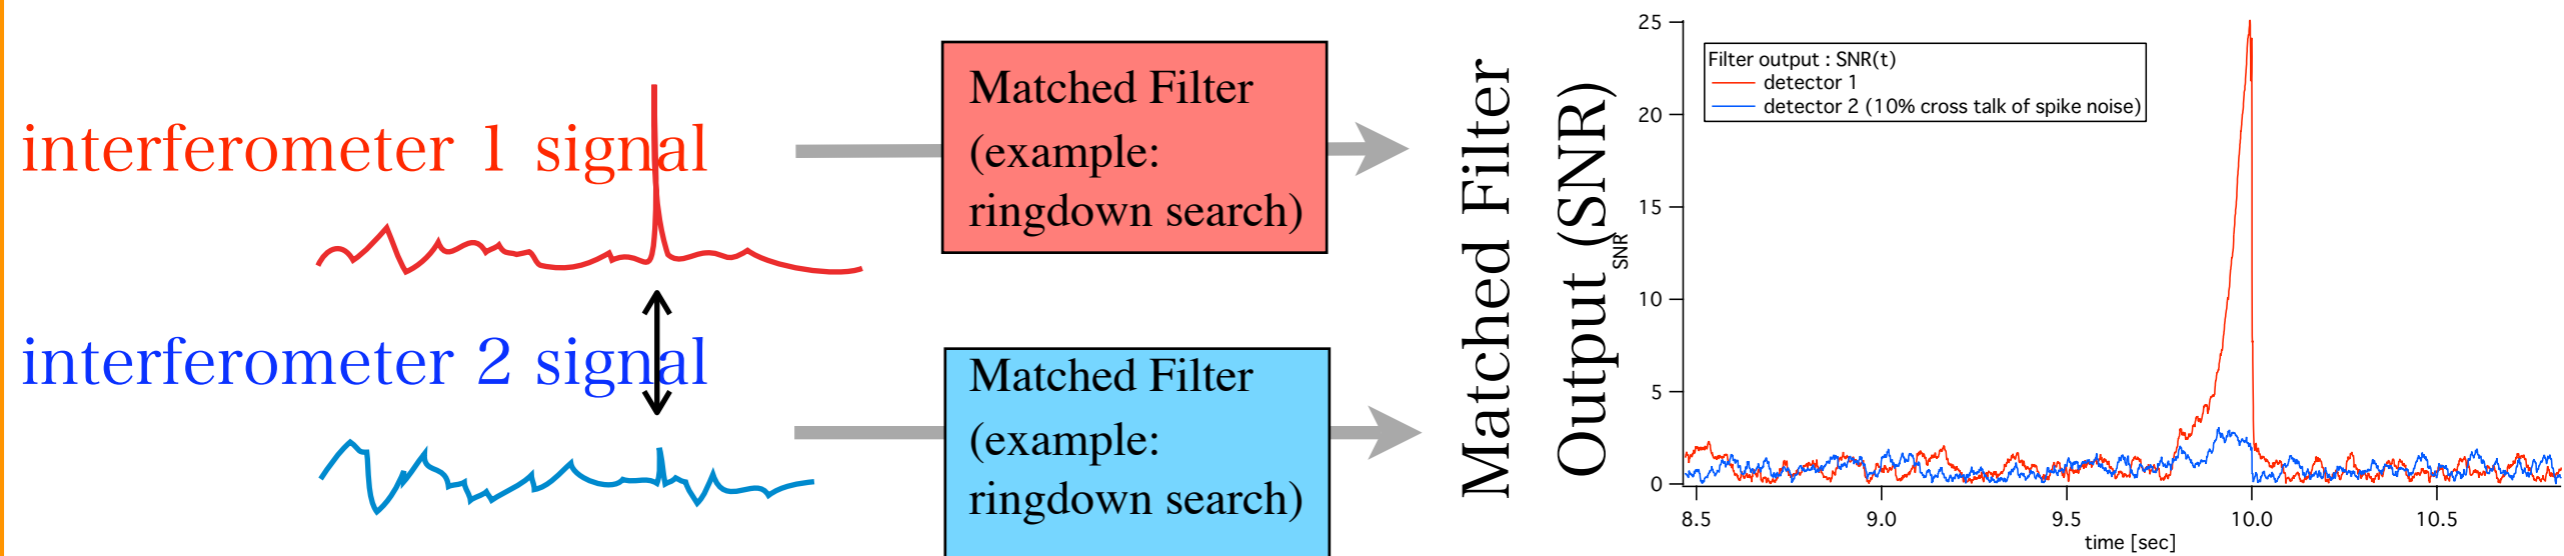 interferometer 1 signal
Matched Filter
(example:
ringdown search)
interferometer 2 signal
Matched Filter
(example:
ringdown search)
Matched Filter
Output (SNR)
SNR
25
20
15
10
5
0
Filter output : SNR(t)
detector 1
detector 2 (10% cross talk of spike noise)
8.5 9.0 9.5 10.0 10.5
time [sec]